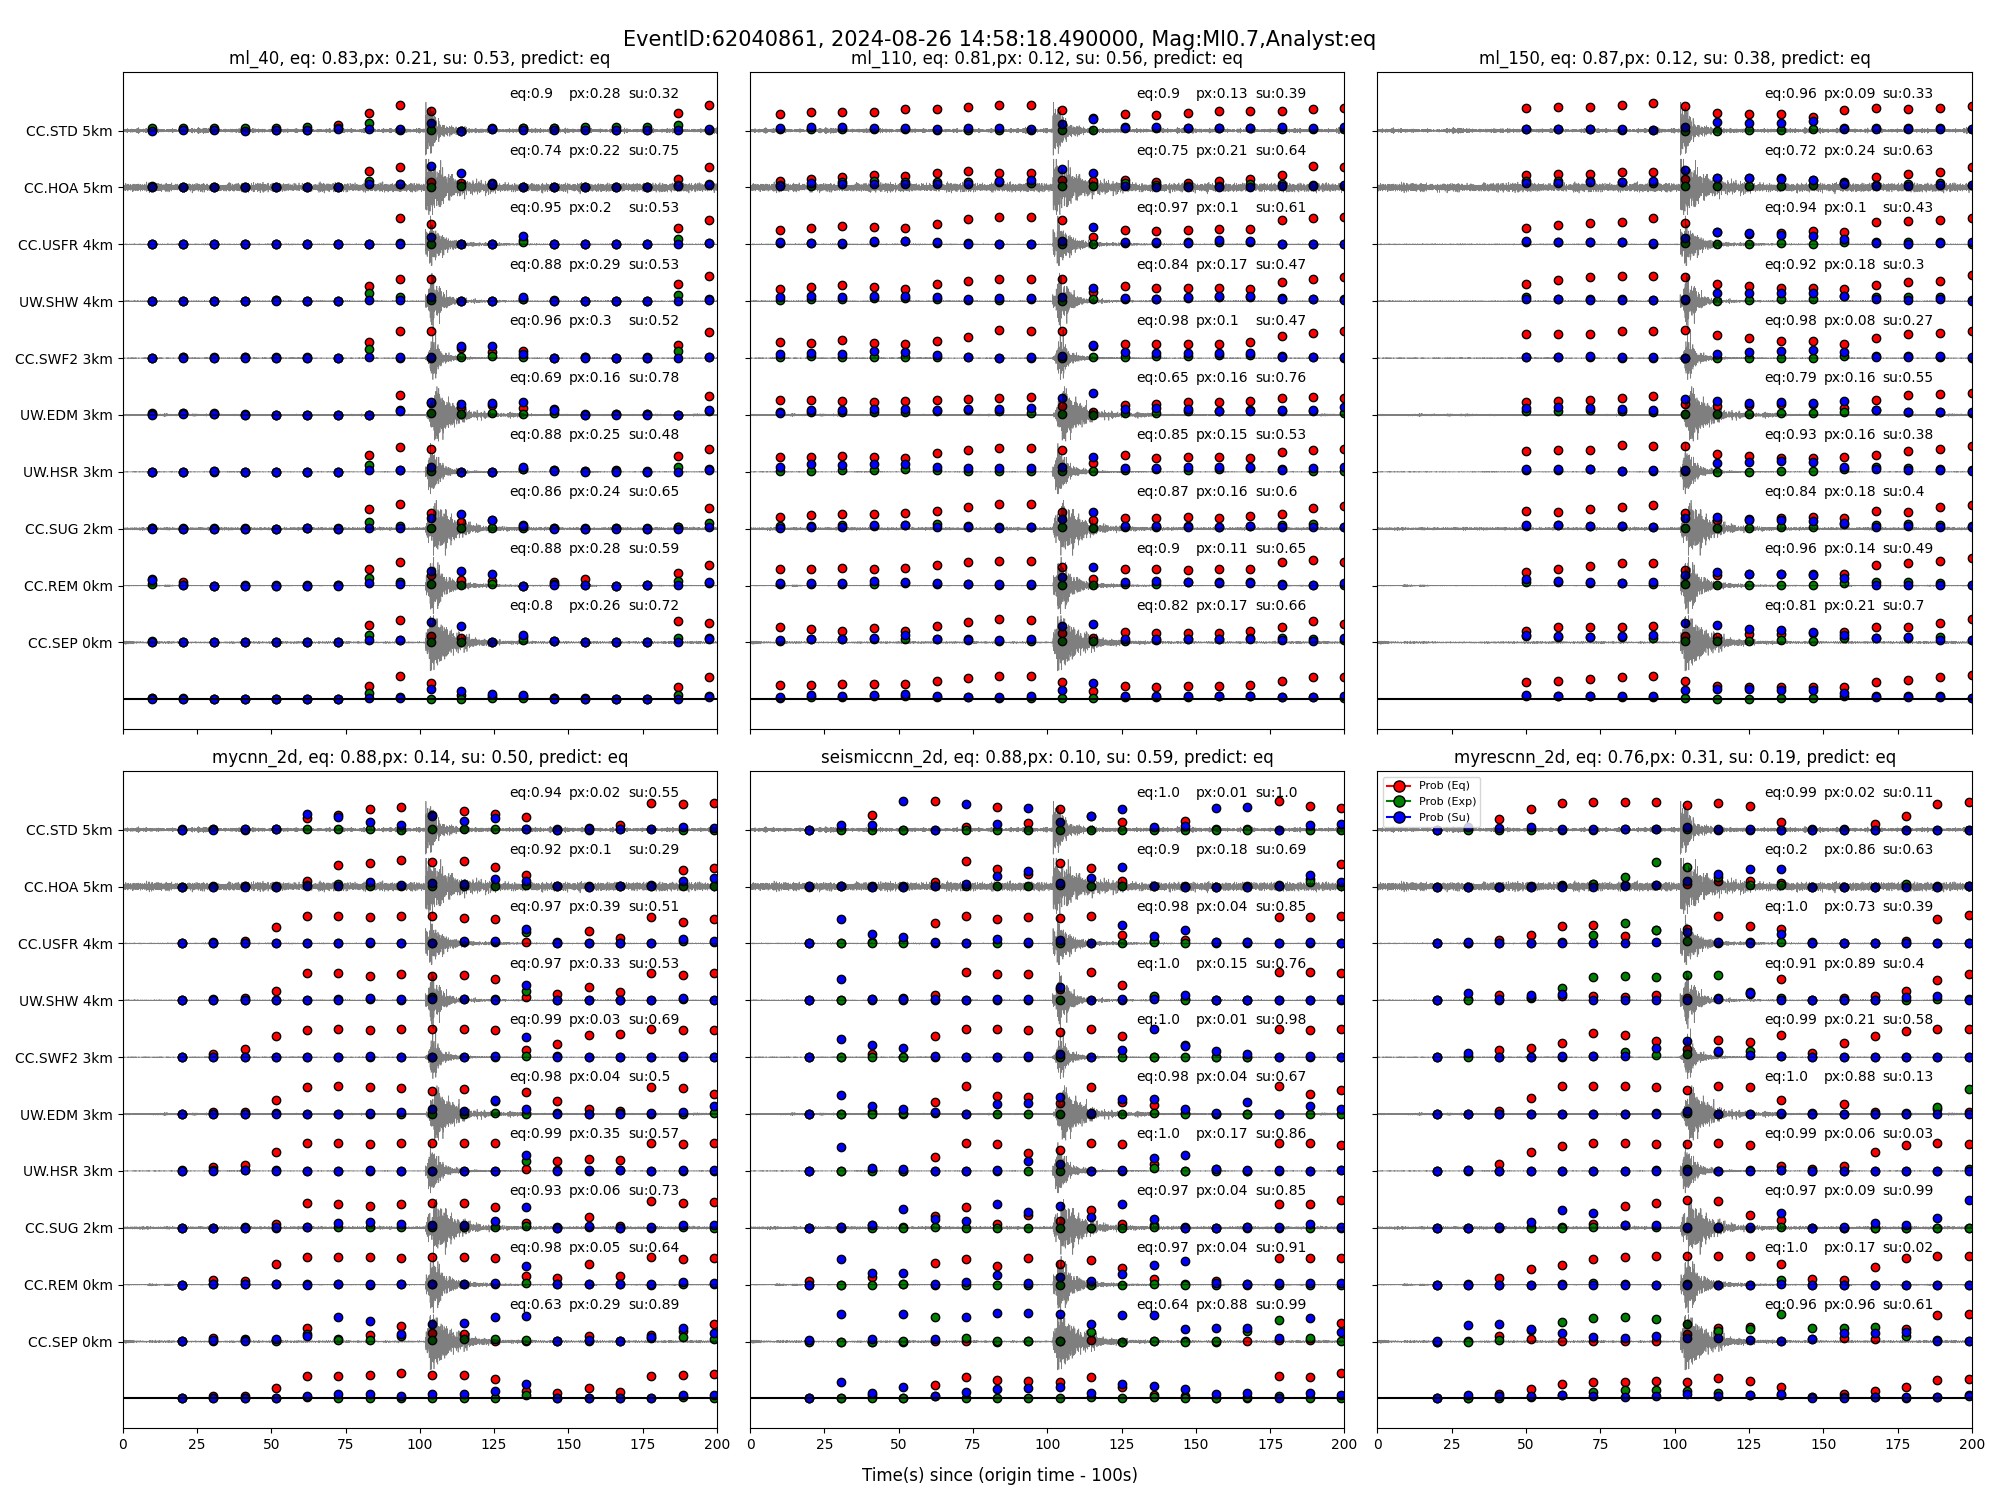 EventID:62040861, 2024-08-26 14:58:18.490000, Mag:Ml0.7,Analyst:eq
ml_40, eq: 0.83,px: 0.21, su: 0.53, predict: eq
CC.STD 5km
eq:0.9 px:0.28 su:0.32
CC.HOA 5km
eq:0.74 px:0.22 su:0.75
CC.USFR 4km
eq:0.95 px:0.2 su:0.53
UW.SHW 4km
eq:0.88 px:0.29 su:0.53
CC.SWF2 3km
eq:0.96 px:0.3 su:0.52
UW.EDM 3km
eq:0.69 px:0.16 su:0.78
UW.HSR 3km
eq:0.88 px:0.25 su:0.48
CC.SUG 2km
eq:0.86 px:0.24 su:0.65
CC.REM 0km
eq:0.88 px:0.28 su:0.59
CC.SEP 0km
eq:0.8 px:0.26 su:0.72
ml_110, eq: 0.81,px: 0.12, su: 0.56, predict: eq
eq:0.9 px:0.13 su:0.39
eq:0.75 px:0.21 su:0.64
eq:0.97 px:0.1 su:0.61
eq:0.84 px:0.17 su:0.47
eq:0.98 px:0.1 su:0.47
eq:0.65 px:0.16 su:0.76
eq:0.85 px:0.15 su:0.53
eq:0.87 px:0.16 su:0.6
eq:0.9 px:0.11 su:0.65
eq:0.82 px:0.17 su:0.66
ml_150, eq: 0.87,px: 0.12, su: 0.38, predict: eq
eq:0.96 px:0.09 su:0.33
eq:0.72 px:0.24 su:0.63
eq:0.94 px:0.1 su:0.43
eq:0.92 px:0.18 su:0.3
eq:0.98 px:0.08 su:0.27
eq:0.79 px:0.16 su:0.55
eq:0.93 px:0.16 su:0.38
eq:0.84 px:0.18 su:0.4
eq:0.96 px:0.14 su:0.49
eq:0.81 px:0.21 su:0.7
mycnn_2d, eq: 0.88,px: 0.14, su: 0.50, predict: eq
CC.STD 5km
eq:0.94 px:0.02 su:0.55
CC.HOA 5km
eq:0.92 px:0.1 su:0.29
CC.USFR 4km
eq:0.97 px:0.39 su:0.51
UW.SHW 4km
eq:0.97 px:0.33 su:0.53
CC.SWF2 3km
eq:0.99 px:0.03 su:0.69
UW.EDM 3km
eq:0.98 px:0.04 su:0.5
UW.HSR 3km
eq:0.99 px:0.35 su:0.57
CC.SUG 2km
eq:0.93 px:0.06 su:0.73
CC.REM 0km
eq:0.98 px:0.05 su:0.64
CC.SEP 0km
eq:0.63 px:0.29 su:0.89
0 25 50 75 100 125 150 175 200
seismiccnn_2d, eq: 0.88,px: 0.10, su: 0.59, predict: eq
eq:1.0 px:0.01 su:1.0
eq:0.9 px:0.18 su:0.69
eq:0.98 px:0.04 su:0.85
eq:1.0 px:0.15 su:0.76
eq:1.0 px:0.01 su:0.98
eq:0.98 px:0.04 su:0.67
eq:1.0 px:0.17 su:0.86
eq:0.97 px:0.04 su:0.85
eq:0.97 px:0.04 su:0.91
eq:0.64 px:0.88 su:0.99
0 25 50 75 100 125 150 175 200
myrescnn_2d, eq: 0.76,px: 0.31, su: 0.19, predict: eq
Prob (Eq)
Prob (Exp)
Prob (Su)
eq:0.99 px:0.02 su:0.11
eq:0.2 px:0.86 su:0.63
eq:1.0 px:0.73 su:0.39
eq:0.91 px:0.89 su:0.4
eq:0.99 px:0.21 su:0.58
eq:1.0 px:0.88 su:0.13
eq:0.99 px:0.06 su:0.03
eq:0.97 px:0.09 su:0.99
eq:1.0 px:0.17 su:0.02
eq:0.96 px:0.96 su:0.61
0 25 50 75 100 125 150 175 200
Time(s) since (origin time - 100s)